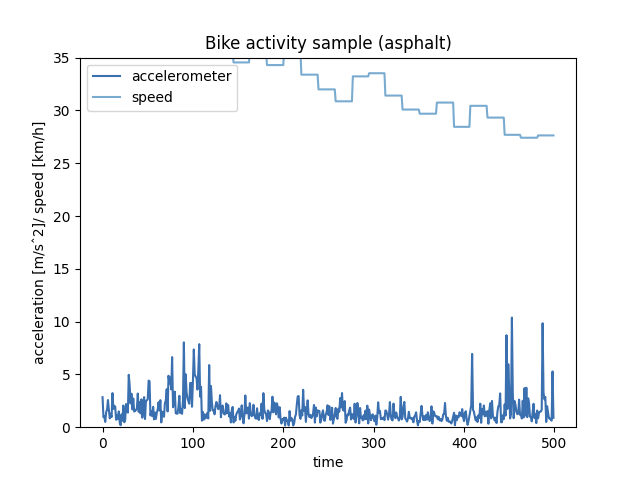 Bike activity sample (asphalt)
accelerometer
speed
35
30
25
20
15
10
5
0
acceleration [m/sˆ2]/ speed [km/h]
0 100 200 300 400 500
time